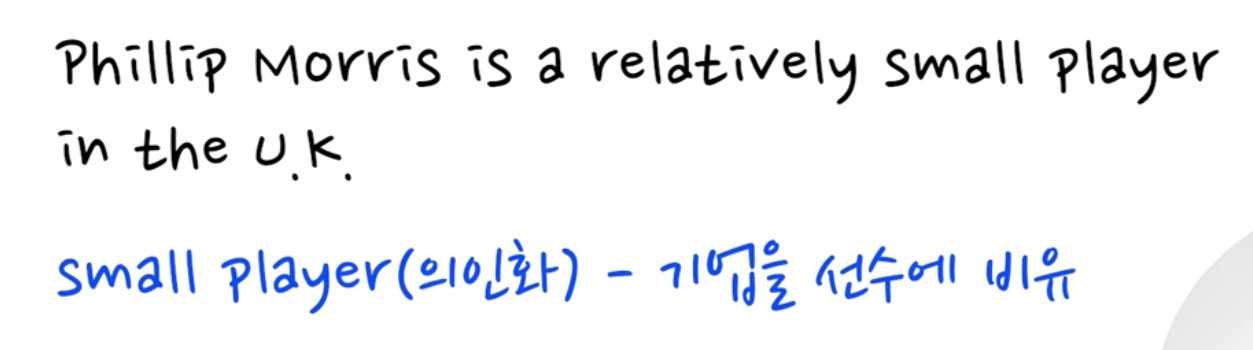 Phillip Morris is a relatively small player
in the U.K.
small player(의인화) - 기업을 선수에 비유